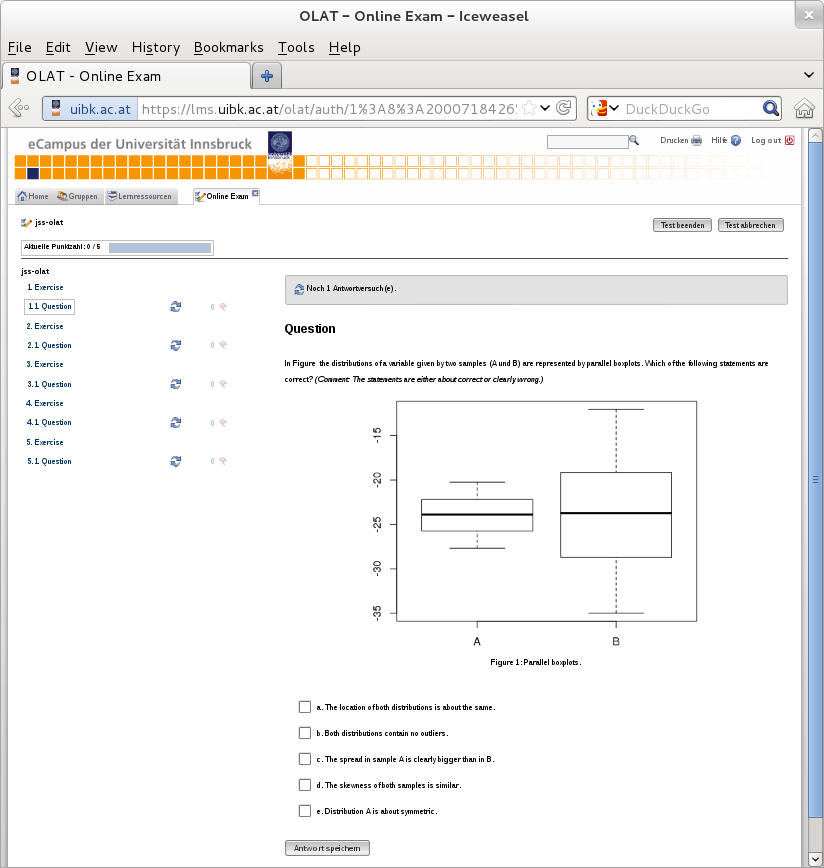 OLAT – Online Exam – Iceweasel
File Edit View History Bookmarks Tools Help
OLAT - Online Exam
uibk.ac.at https://lms.uibk.ac.at/olat/auth/1%3A8%3A2000718426 DuckDuckGo
eCampus der Universität Innsbruck
Drucken Hilfe Log out
Home Gruppen Lernressourcen Online Exam
jss-olat
Test beenden Test abbrechen
Aktuelle Punktzahl: 0 / 5
jss-olat
1. Exercise
1.1. Question 0
2. Exercise
2.1. Question 0
3. Exercise
3.1. Question 0
4. Exercise
4.1. Question 0
5. Exercise
5.1. Question 0
Noch 1 Antwortversuch(e).
Question
In Figure the distributions of a variable given by two samples (A und B) are represented by parallel boxplots. Which of the following statements are
correct? (Comment: The statements are either about correct or clearly wrong.)
-15
-20
-25
-30
-35
A B
Figure 1: Parallel boxplots.
a. The location of both distributions is about the same.
b. Both distributions contain no outliers.
c. The spread in sample A is clearly bigger than in B.
d. The skewness of both samples is similar.
e. Distribution A is about symmetric.
Antwort speichern